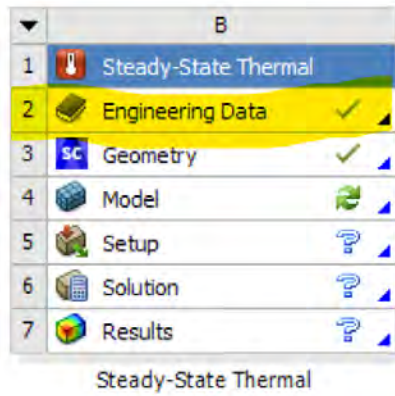 B
1 Steady-State Thermal
2 Engineering Data
3 SC Geometry
4 Model
5 Setup
6 Solution
7 Results
Steady-State Thermal